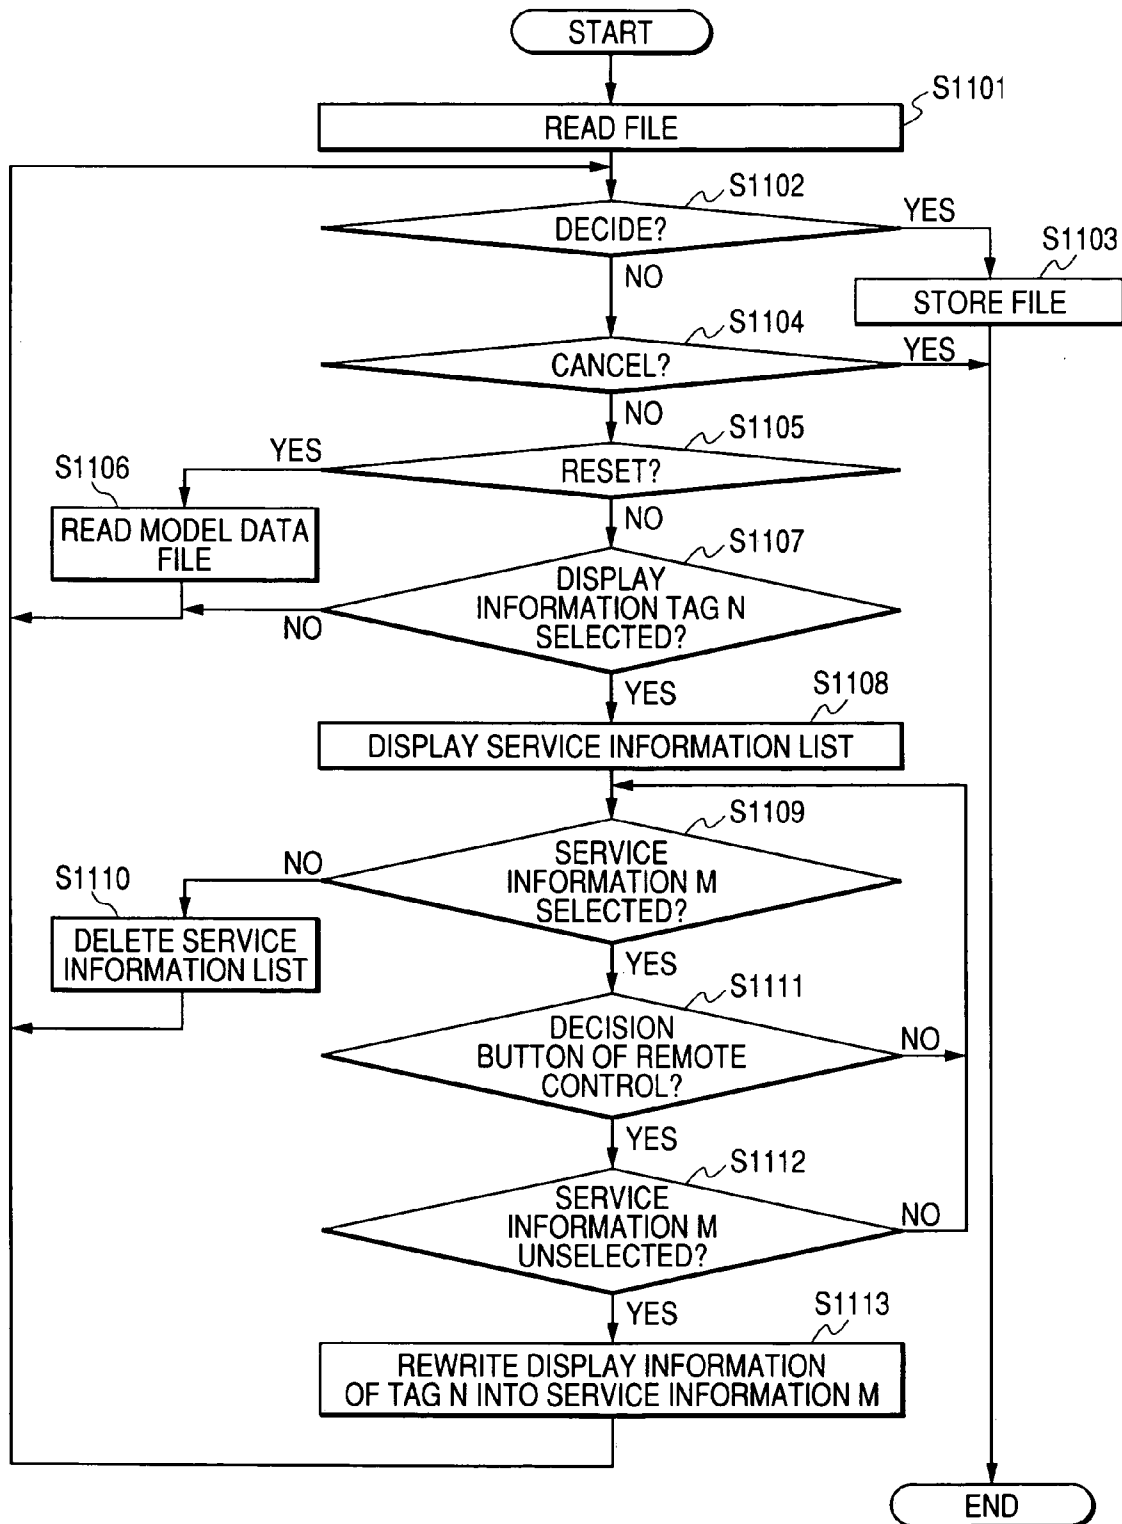 START
S1101
READ FILE
S1102
DECIDE?
YES
NO
S1103
STORE FILE
S1104
CANCEL?
YES
NO
S1105
YES
RESET?
NO
S1106
READ MODEL DATA
FILE
S1107
DISPLAY
INFORMATION TAG N
SELECTED?
NO
YES
S1108
DISPLAY SERVICE INFORMATION LIST
S1109
SERVICE
INFORMATION M
SELECTED?
NO
YES
S1110
DELETE SERVICE
INFORMATION LIST
S1111
DECISION
BUTTON OF REMOTE
CONTROL?
NO
YES
S1112
SERVICE
INFORMATION M
UNSELECTED?
NO
YES
S1113
REWRITE DISPLAY INFORMATION
OF TAG N INTO SERVICE INFORMATION M
END